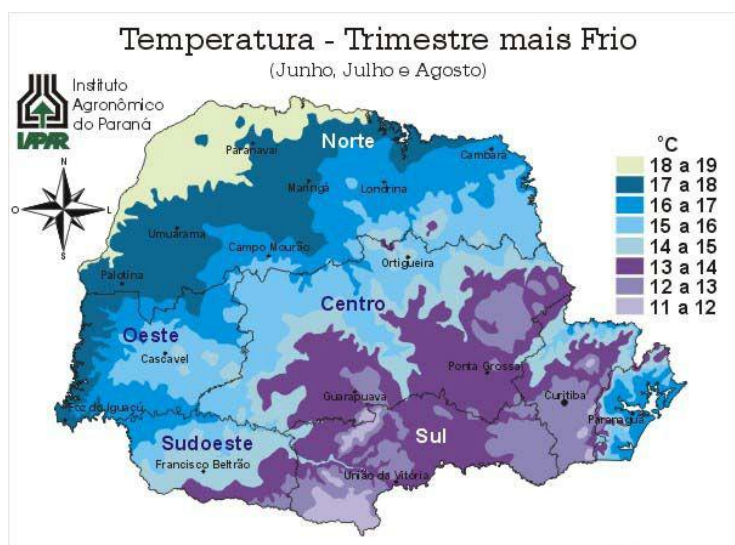 Temperatura - Trimestre mais Frio
(Junho, Julho e Agosto)
Instituto
Agronômico
do Paraná
IAPAR
N
O
L
S
°C
18 a 19
17 a 18
16 a 17
15 a 16
14 a 15
13 a 14
12 a 13
11 a 12
Norte
Paranavaí
Cambará
Maringá
Londrina
Umuarama
Campo Mourão
Ortigueira
Palotina
Centro
Oeste
Cascavel
Ponta Grossa
Guarapuava
Curitiba
Foz do Iguaçú
Paranaguá
Sudoeste
Sul
Francisco Beltrão
União da Vitória